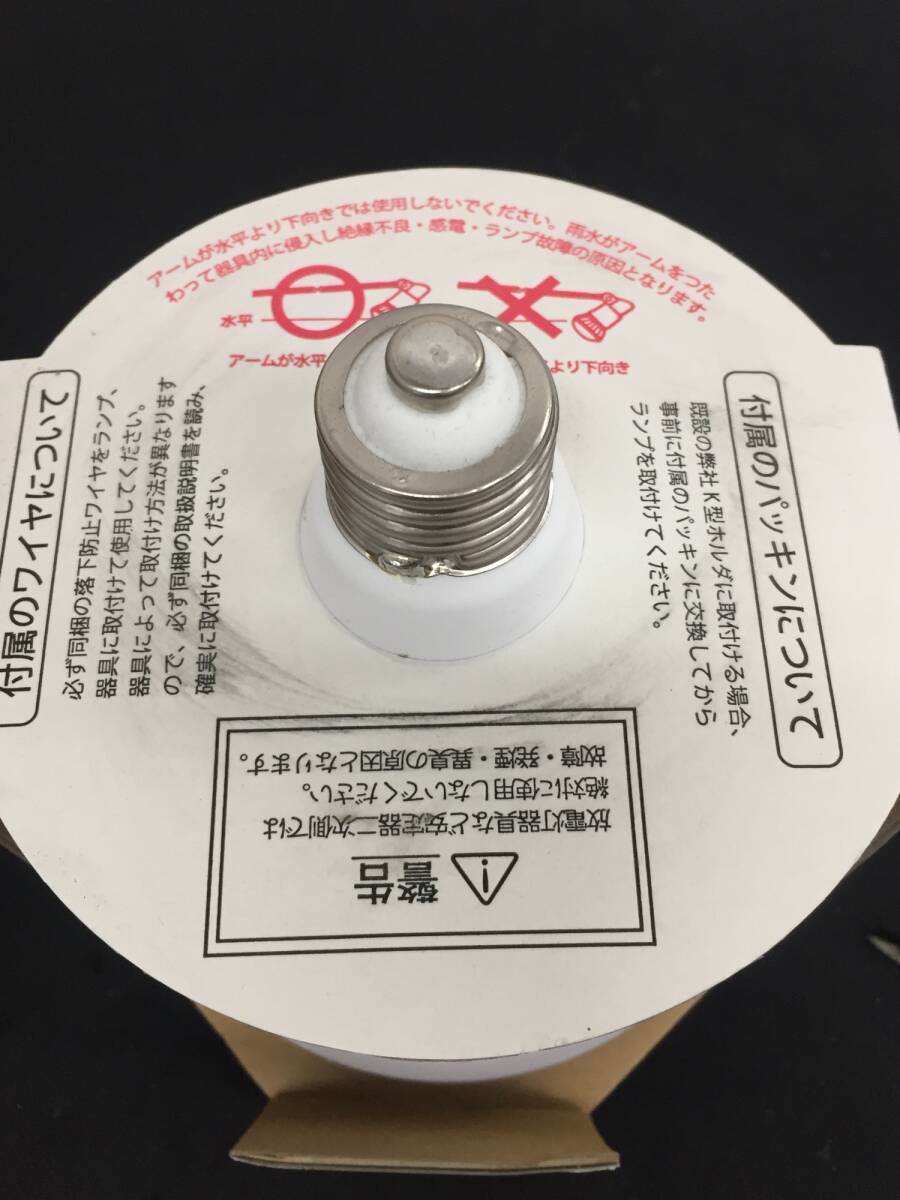 アームが水平より下向きでは使用しないでください。雨水がアームをつた
わって器具内に侵入し絶縁不良・感電・ランプ故障の原因となります。
水平
アームが水平
より下向き
付属のワイヤについて
必ず同梱の落下防止ワイヤをランプ、
器具に取付けて使用してください。
器具によって取付け方法が異なります
ので、必ず同梱の取扱説明書を読み、
確実に取付けてください。
付属のパッキンについて
既設の弊社K型ホルダに取付ける場合、
事前に付属のパッキンに交換してから
ランプを取付けてください。
警告
放電灯器具など安定器二次側では
絶対に使用しないでください。
故障・発煙・異臭の原因となります。